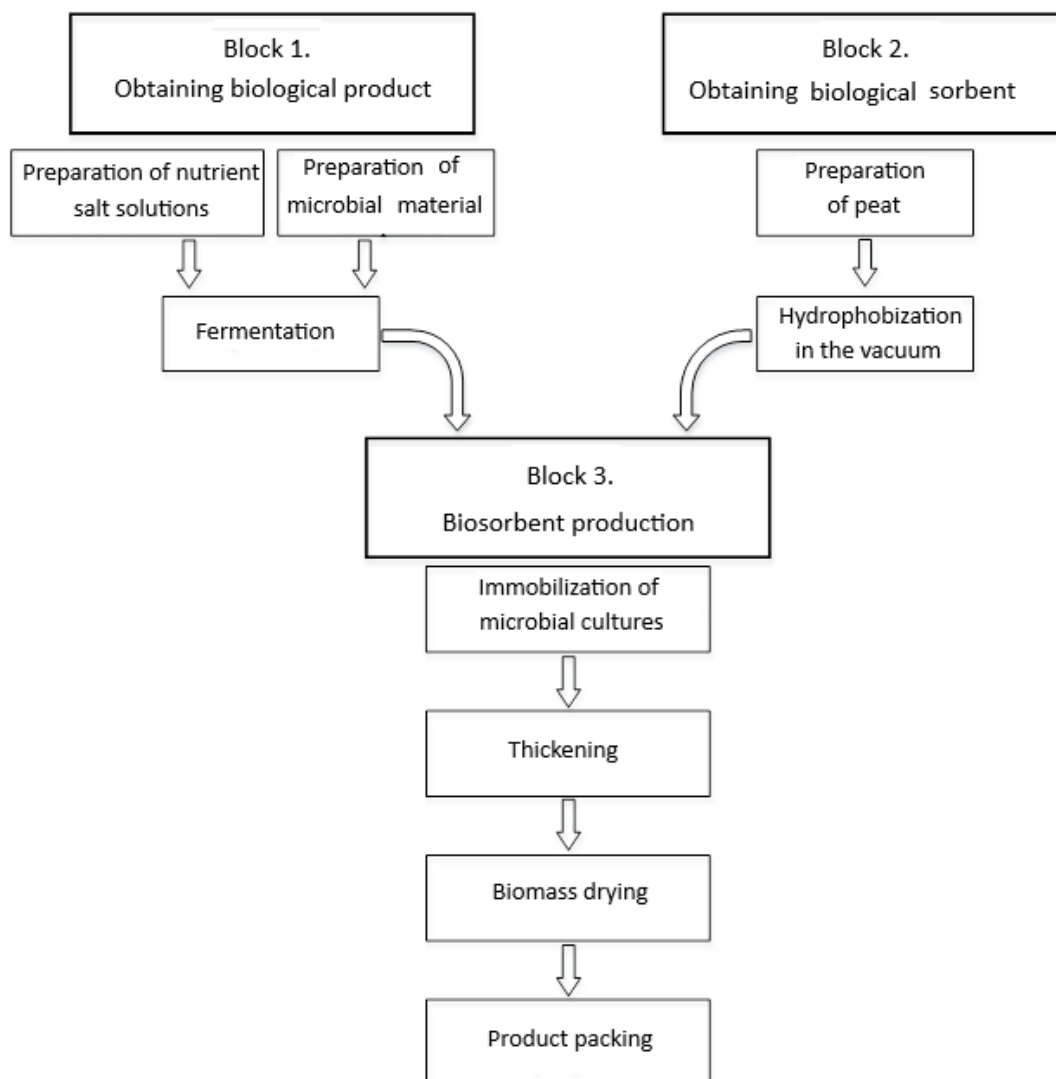 Block 1.
Obtaining biological product
Block 2.
Obtaining biological sorbent
Preparation of nutrient
salt solutions
Preparation of
microbial material
Preparation
of peat
Fermentation
Hydrophobization
in the vacuum
Block 3.
Biosorbent production
Immobilization of
microbial cultures
Thickening
Biomass drying
Product packing